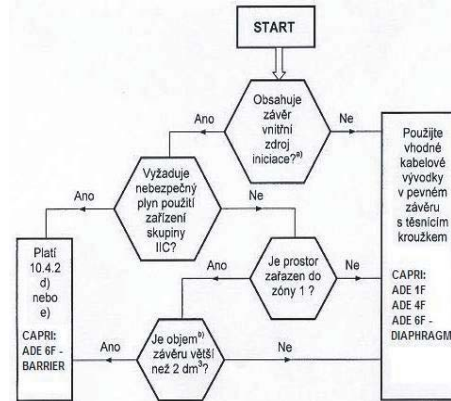 START
Obsahuje
závěr
vnitřní
zdroj
iniciace?a)
Ano
Ne
Vyžaduje
nebezpečný
plyn použití
zařízení
skupiny
IIC?
Ano
Ne
Použijte
vhodné
kabelové
vývodky
v pevném
závěru
s těsnícím
kroužkem
CAPRI:
ADE 1F
ADE 4F
ADE 6F -
DIAPHRAGM
Je prostor
zařazen do
zóny 1 ?
Ano
Ne
Platí
10.4.2
d) nebo
e)
CAPRI:
ADE 6F -
BARRIER
Je objemb)
závěru větší
než 2 dm3?
Ano
Ne